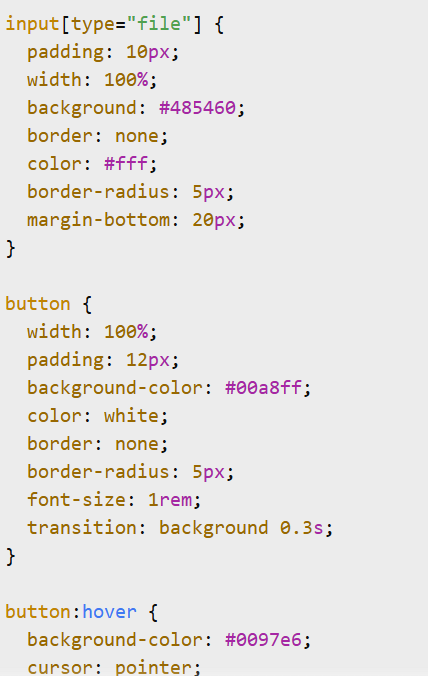 input[type="file"] {
  padding: 10px;
  width: 100%;
  background: #485460;
  border: none;
  color: #fff;
  border-radius: 5px;
  margin-bottom: 20px;
}

button {
  width: 100%;
  padding: 12px;
  background-color: #00a8ff;
  color: white;
  border: none;
  border-radius: 5px;
  font-size: 1rem;
  transition: background 0.3s;
}

button:hover {
  background-color: #0097e6;
  cursor: pointer;